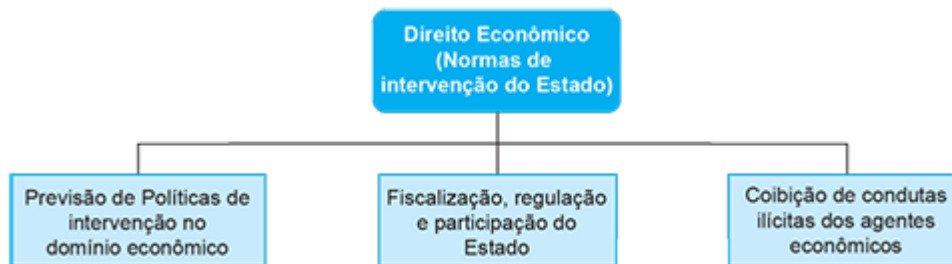 Direito Econômico
(Normas de
intervenção do Estado)
Previsão de Políticas de
intervenção no
domínio econômico
Fiscalização, regulação
e participação do
Estado
Coibição de condutas
ilícitas dos agentes
econômicos